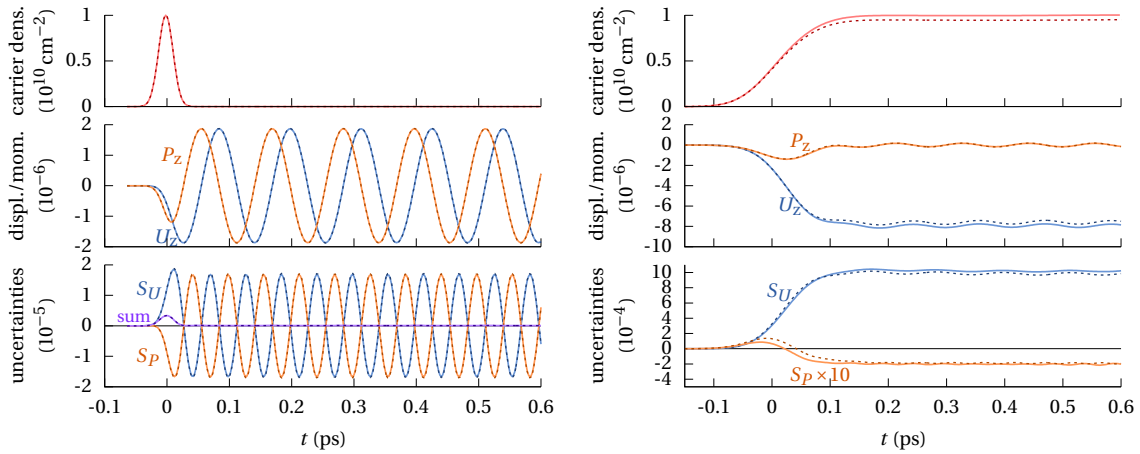 carrier dens.
(10¹⁰ cm⁻²)
1
0.5
0
displ./mom.
(10⁻⁶)
2
1
0
-1
2
P_z
U_z
uncertainties
(10⁻⁵)
2
1
0
-1
2
S_U
sum
S_P
-0.1 0 0.1 0.2 0.3 0.4 0.5 0.6
t (ps)
carrier dens.
(10¹⁰ cm⁻²)
1
0.5
0
displ./mom.
(10⁻⁶)
2
0
-2
-4
-6
-8
-10
P_z
U_z
uncertainties
(10⁻⁴)
10
8
6
4
2
0
-2
-4
S_U
S_P×10
-0.1 0 0.1 0.2 0.3 0.4 0.5 0.6
t (ps)